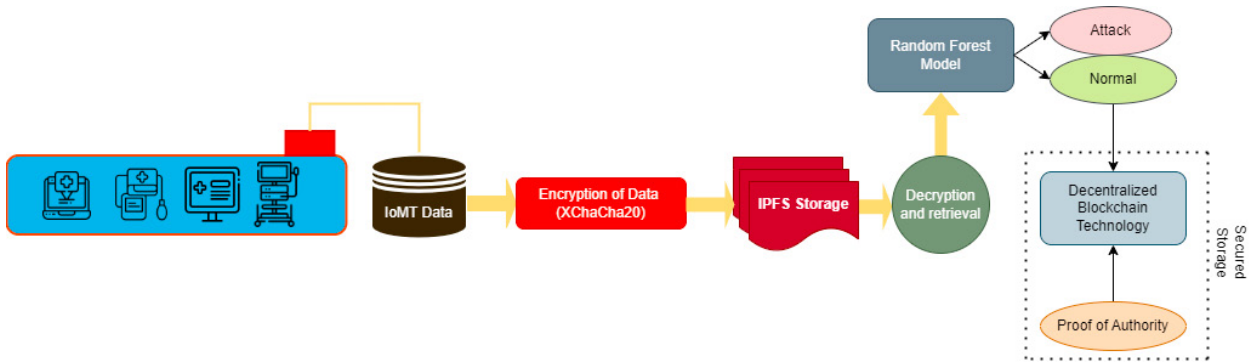 IoMT Data
Encryption of Data
(XChaCha20)
IPFS Storage
Decryption
and retrieval
Random Forest
Model
Attack
Normal
Decentralized
Blockchain
Technology
Proof of Authority
Secured
Storage